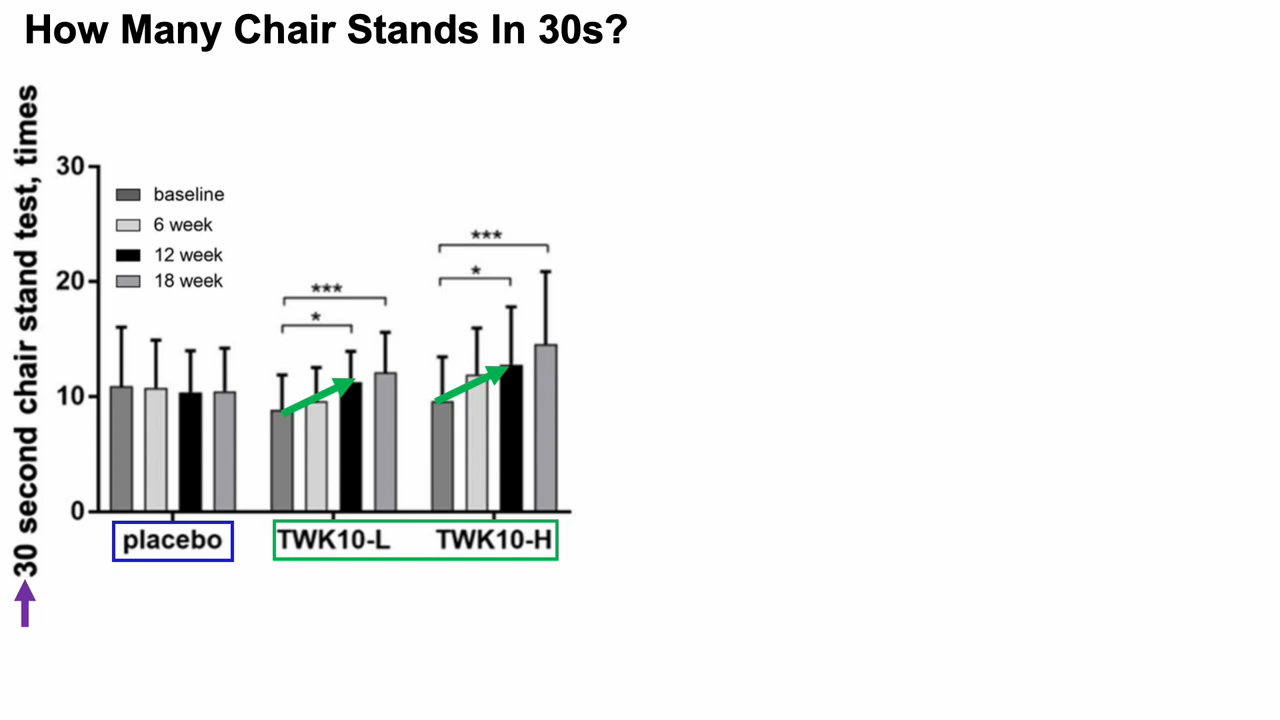 How Many Chair Stands In 30s?
30 second chair stand test, times
30
20
10
0
baseline
6 week
12 week
18 week
***
*
***
*
placebo
TWK10-L
TWK10-H